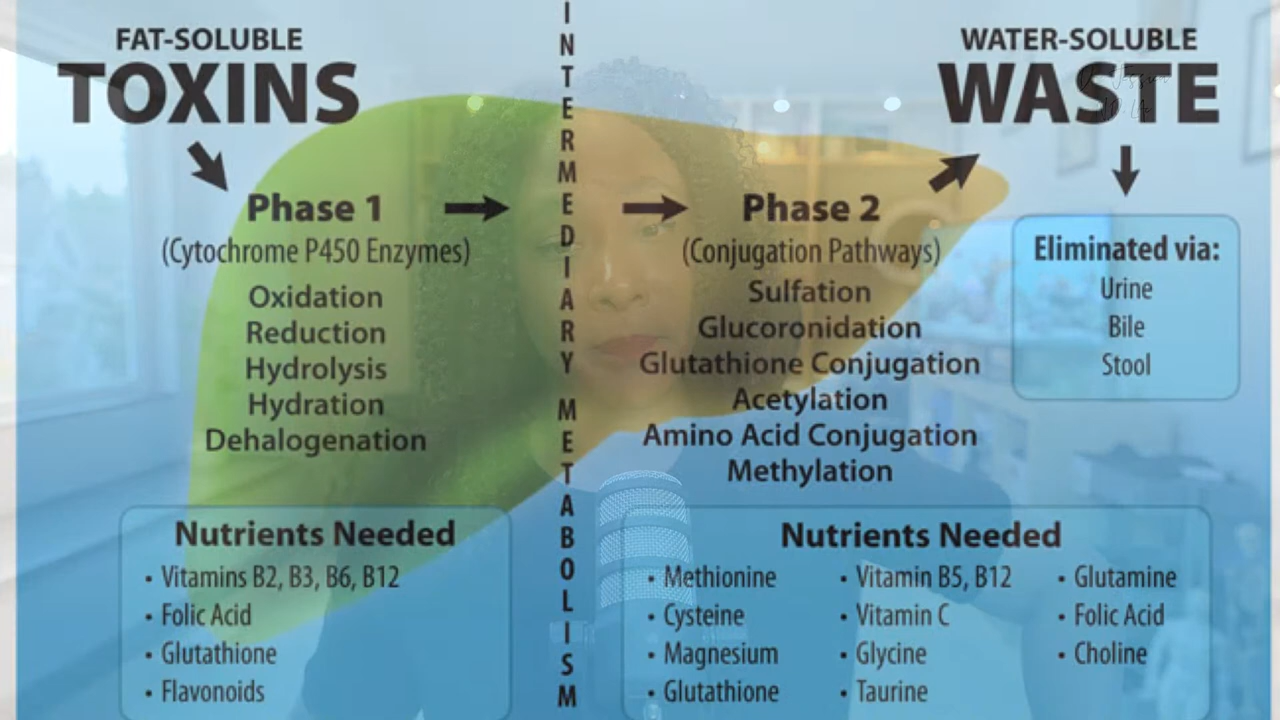 FAT-SOLUBLE
TOXINS
Phase 1
(Cytochrome P450 Enzymes)
Oxidation
Reduction
Hydrolysis
Hydration
Dehalogenation
Nutrients Needed
• Vitamins B2, B3, B6, B12
• Folic Acid
• Glutathione
• Flavonoids
INTERMEDIARY METABOLISM
Phase 2
(Conjugation Pathways)
Sulfation
Glucoronidation
Glutathione Conjugation
Acetylation
Amino Acid Conjugation
Methylation
Nutrients Needed
• Methionine
• Cysteine
• Magnesium
• Glutathione
• Vitamin B5, B12
• Vitamin C
• Glycine
• Taurine
• Glutamine
• Folic Acid
• Choline
WATER-SOLUBLE
WASTE
Eliminated via:
Urine
Bile
Stool